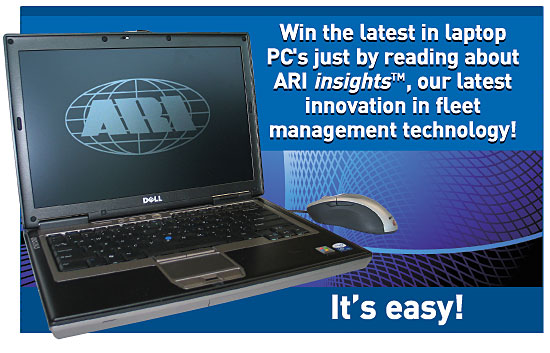 Win the latest in laptop
PC's just by reading about
ARI insights™, our latest
innovation in fleet
management technology!
ARI
DELL
It's easy!